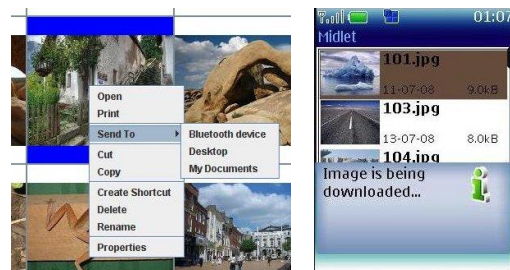 Open
Print
Send To
Cut
Copy
Create Shortcut
Delete
Rename
Properties
Bluetooth device
Desktop
My Documents
01:07
Midlet
101.jpg
11-07-08 9.0kB
103.jpg
13-07-08 8.0kB
104.jpg
Image is being
downloaded...